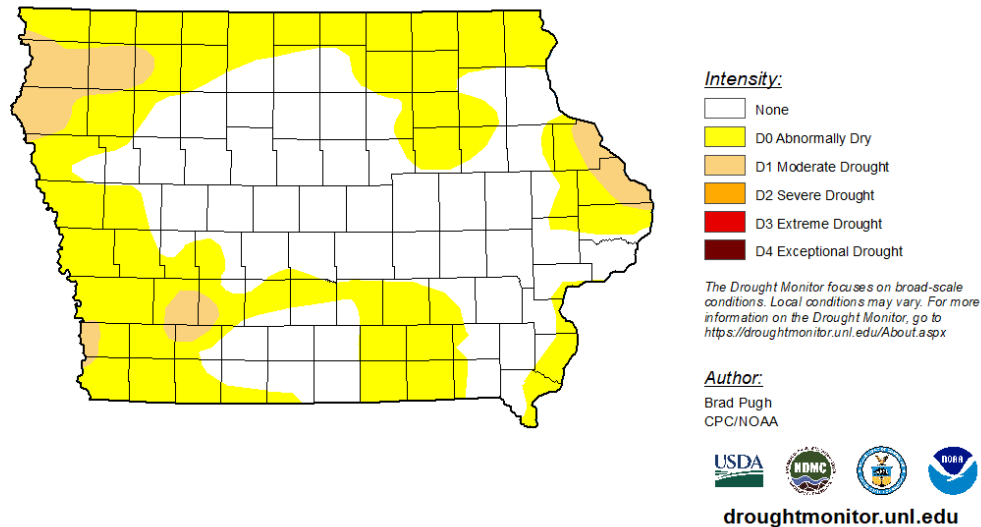 Intensity:
None
D0 Abnormally Dry
D1 Moderate Drought
D2 Severe Drought
D3 Extreme Drought
D4 Exceptional Drought
The Drought Monitor focuses on broad-scale
conditions. Local conditions may vary. For more
information on the Drought Monitor, go to
https://droughtmonitor.unl.edu/About.aspx
Author:
Brad Pugh
CPC/NOAA
USDA
NDMC
NOAA
droughtmonitor.unl.edu